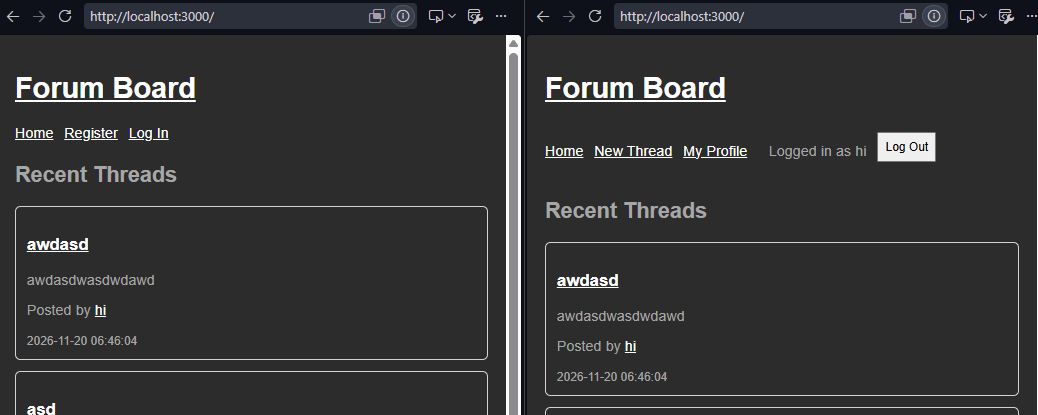 http://localhost:3000/
Forum Board
Home Register Log In
Recent Threads
awdasd
awdasdwasdwdawd
Posted by hi
2026-11-20 06:46:04
asd
http://localhost:3000/
Forum Board
Home New Thread My Profile Logged in as hi Log Out
Recent Threads
awdasd
awdasdwasdwdawd
Posted by hi
2026-11-20 06:46:04